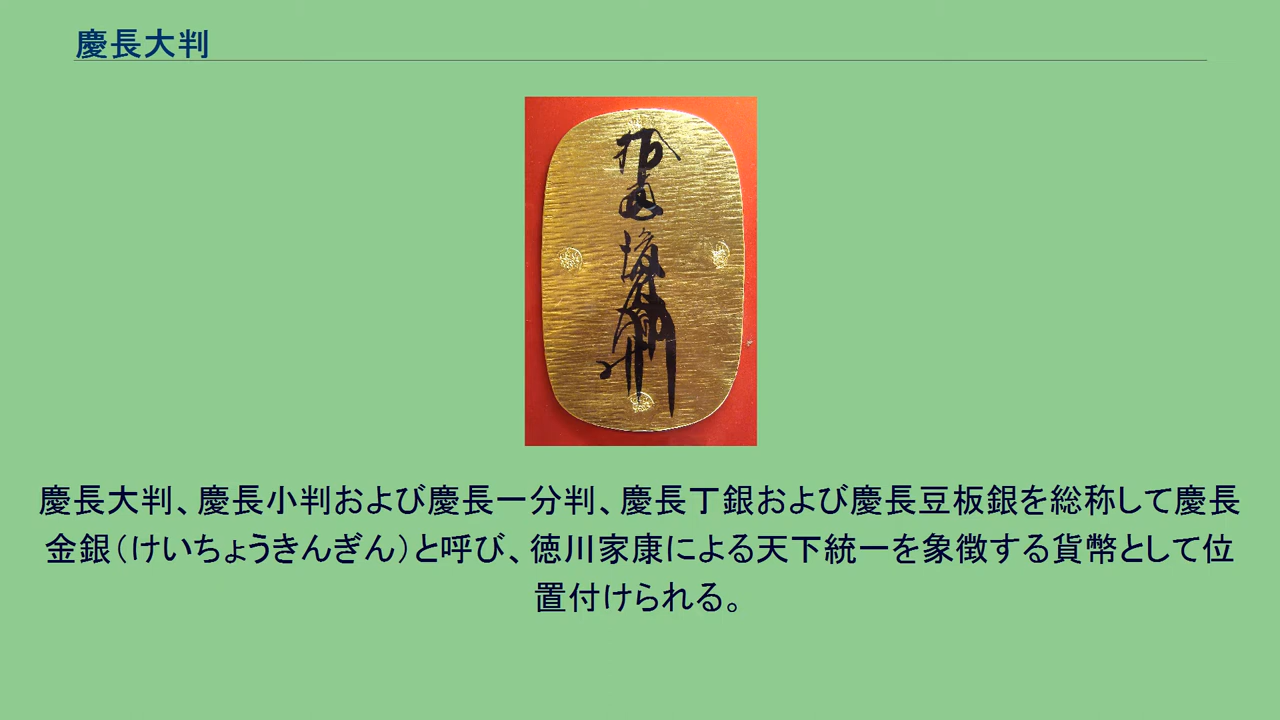 慶長大判
慶長大判、慶長小判および慶長一分判、慶長丁銀および慶長豆板銀を総称して慶長
金銀（けいちょうきんぎん）と呼び、徳川家康による天下統一を象徴する貨幣として位
置付けられる。